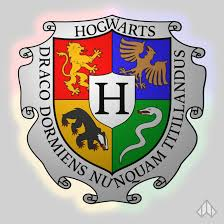 HOGWARTS
H
DRACO DORMIENS NUNQUAM TITILLANDUS